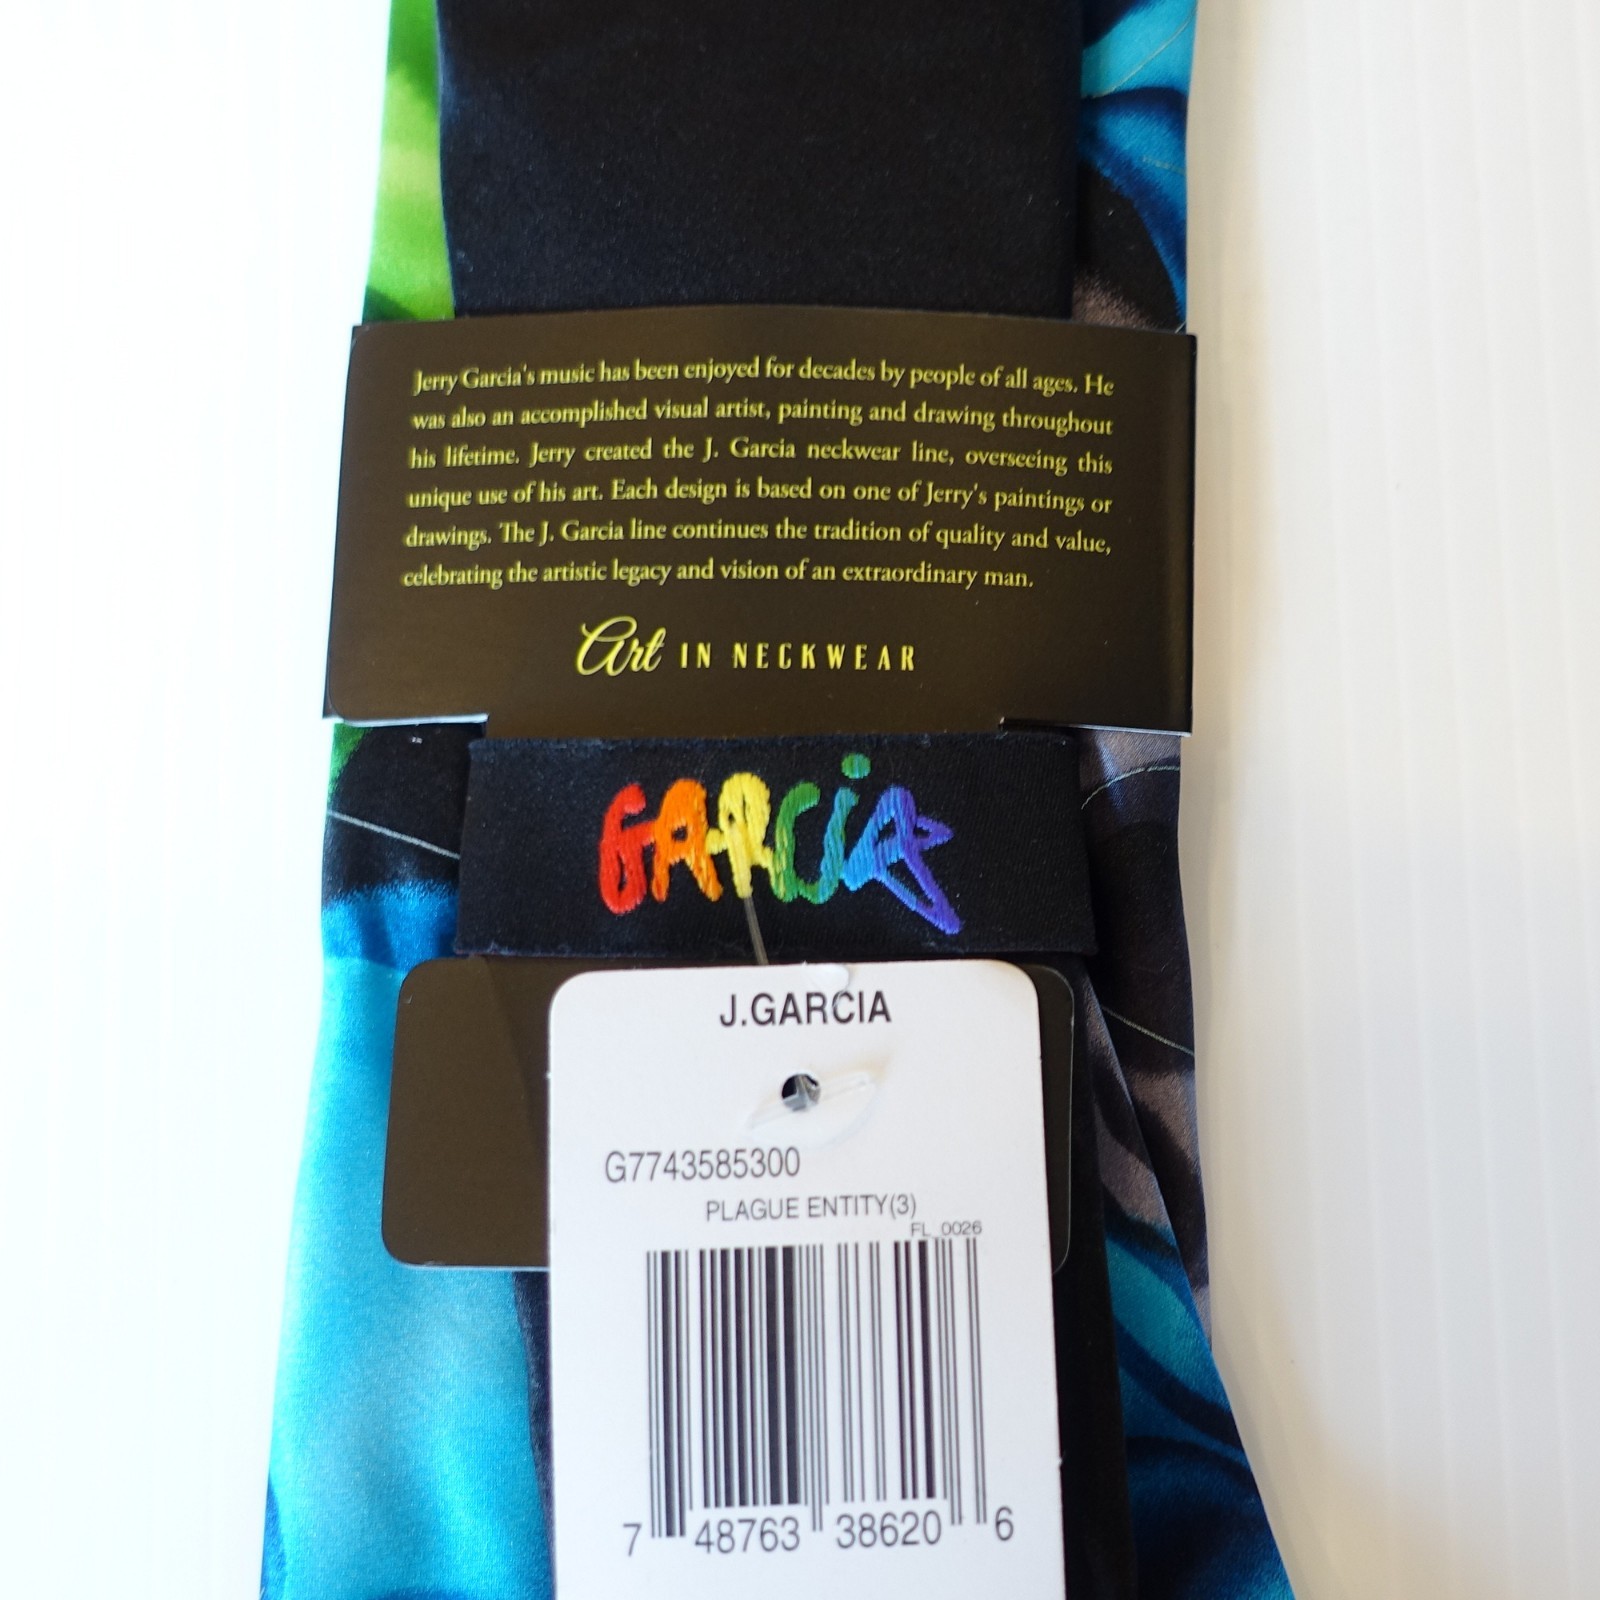 Jerry Garcia's music has been enjoyed for decades by people of all ages. He
was also an accomplished visual artist, painting and drawing throughout
his lifetime. Jerry created the J. Garcia neckwear line, overseeing this
unique use of his art. Each design is based on one of Jerry's paintings or
drawings. The J. Garcia line continues the tradition of quality and value,
celebrating the artistic legacy and vision of an extraordinary man.
Art IN NECKWEAR
GARCiA
J.GARCIA
G7743585300
PLAGUE ENTITY(3)
FL_0026
7 48763 38620 6